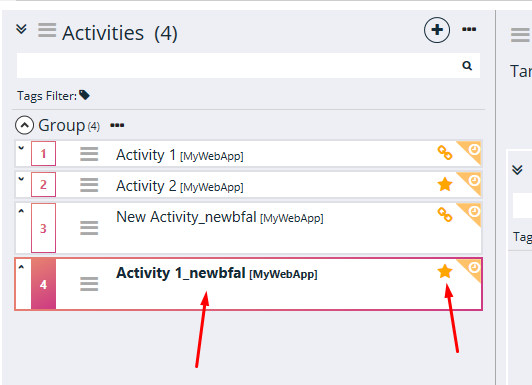 Activities (4)
Tar
Tags Filter:
Group (4)
1 Activity 1 [MyWebApp]
2 Activity 2 [MyWebApp]
3 New Activity_newbfal [MyWebApp]
Tag
4 Activity 1_newbfal [MyWebApp]